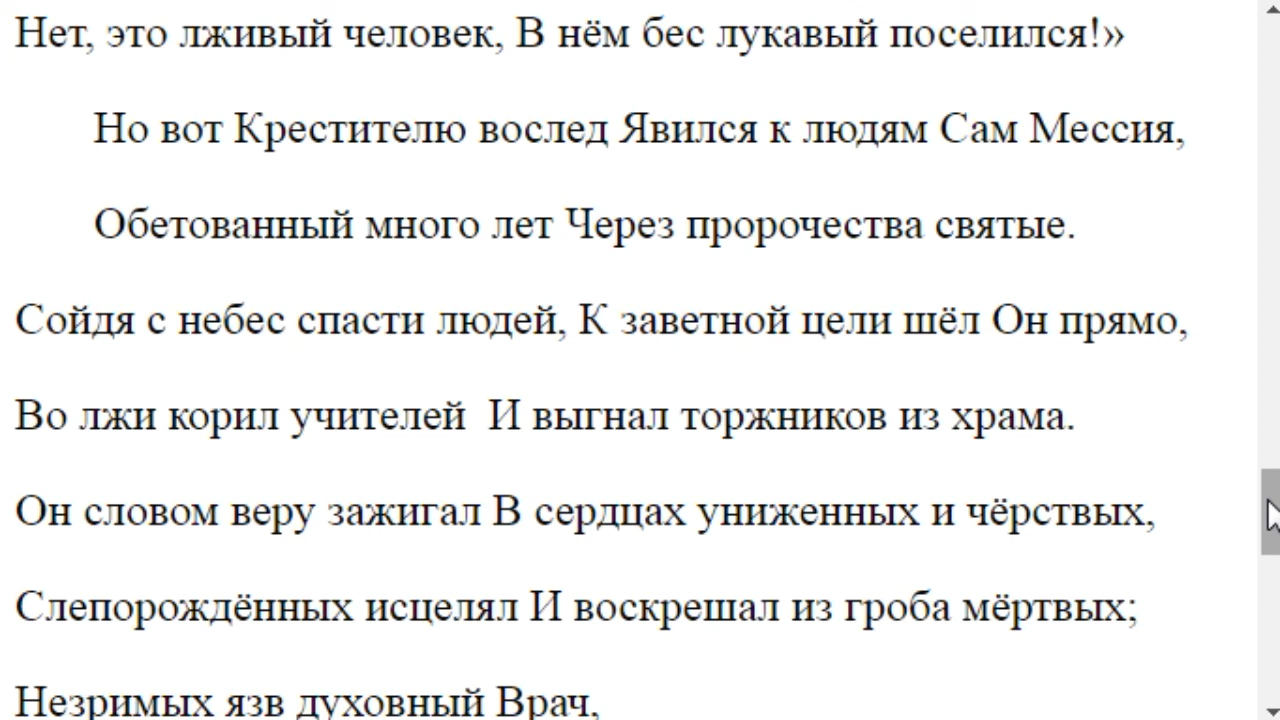 Нет, это лживый человек, В нём бес лукавый поселился!»
Но вот Крестителю вослед Явился к людям Сам Мессия,
Обетованный много лет Через пророчества святые.
Сойдя с небес спасти людей, К заветной цели шёл Он прямо,
Во лжи корил учителей  И выгнал торжников из храма.
Он словом веру зажигал В сердцах униженных и чёрствых,
Слепорождённых исцелял И воскрешал из гроба мёртвых;
Незримых язв духовный Врач,